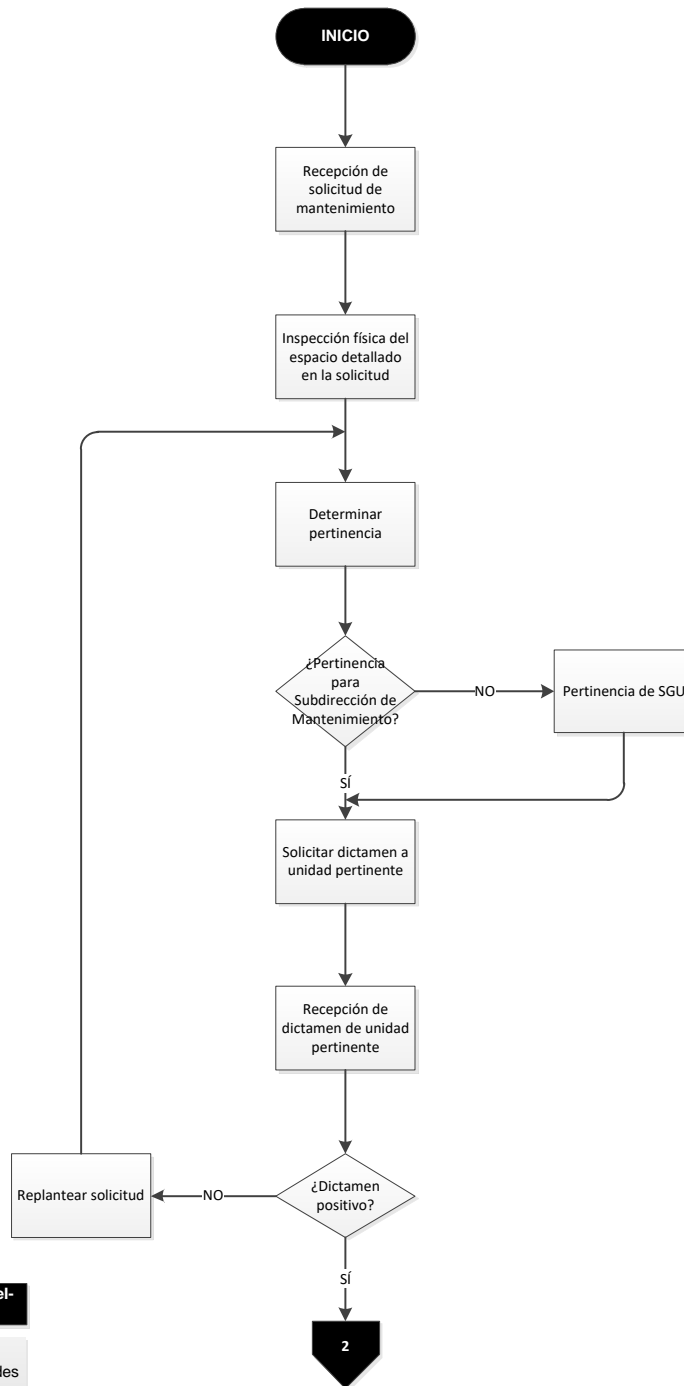 INICIO
Recepción de
solicitud de
mantenimiento
Inspección física del
espacio detallado
en la solicitud
Determinar
pertinencia
¿Pertinencia
para
Subdirección de
Mantenimiento?
NO
Pertinencia de SGU
SÍ
Solicitar dictamen a
unidad pertinente
Recepción de
dictamen de unidad
pertinente
¿Dictamen
positivo?
NO
Replantear solicitud
SÍ
2